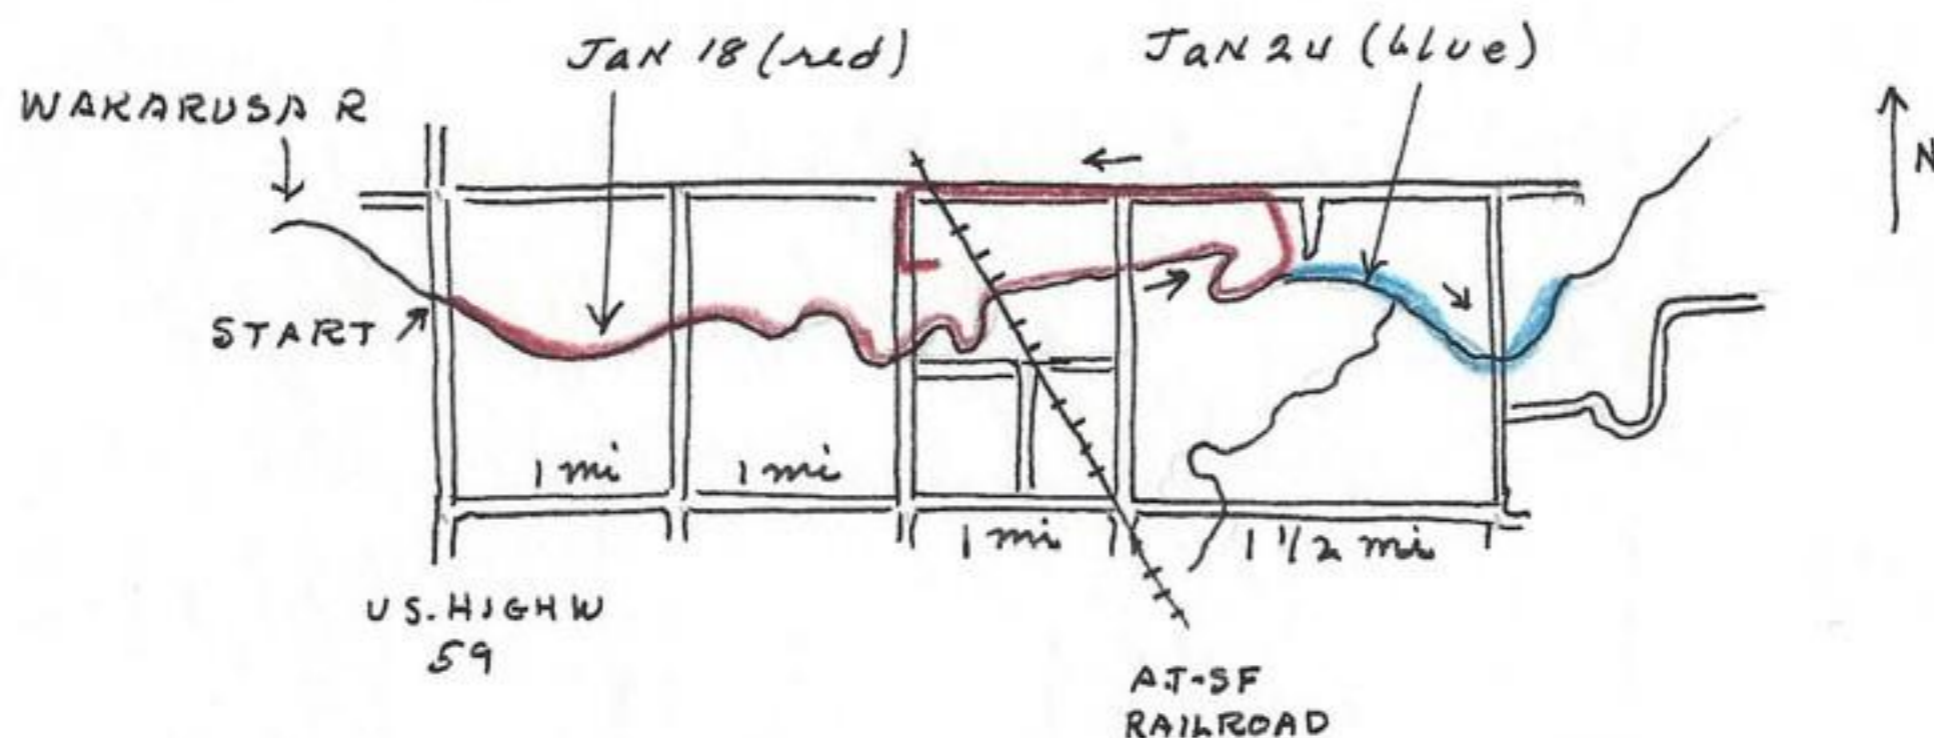 JAN 18 (red)
JAN 24 (blue)
WAKARUSA R
N
START
1 mi
1 mi
1 mi
1 1/2 mi
US. HIGHW
59
A.T-SF
RAILROAD